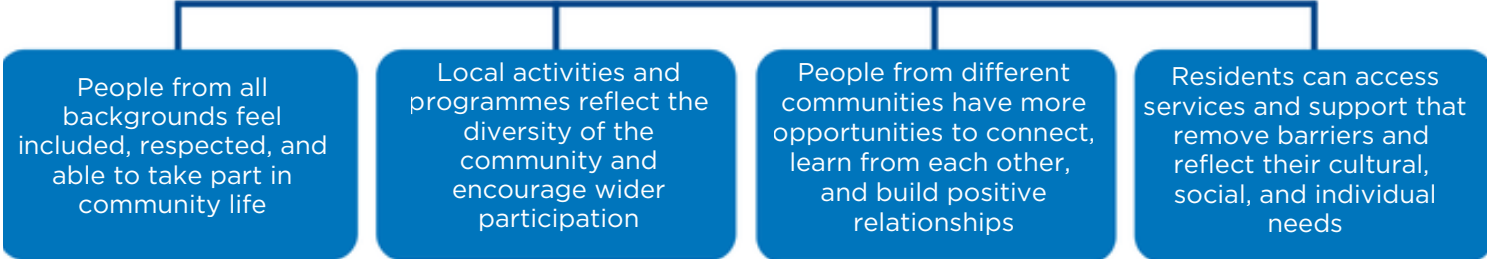 People from all
backgrounds feel
included, respected, and
able to take part in
community life
Local activities and
programmes reflect the
diversity of the
community and
encourage wider
participation
People from different
communities have more
opportunities to connect,
learn from each other,
and build positive
relationships
Residents can access
services and support that
remove barriers and
reflect their cultural,
social, and individual
needs